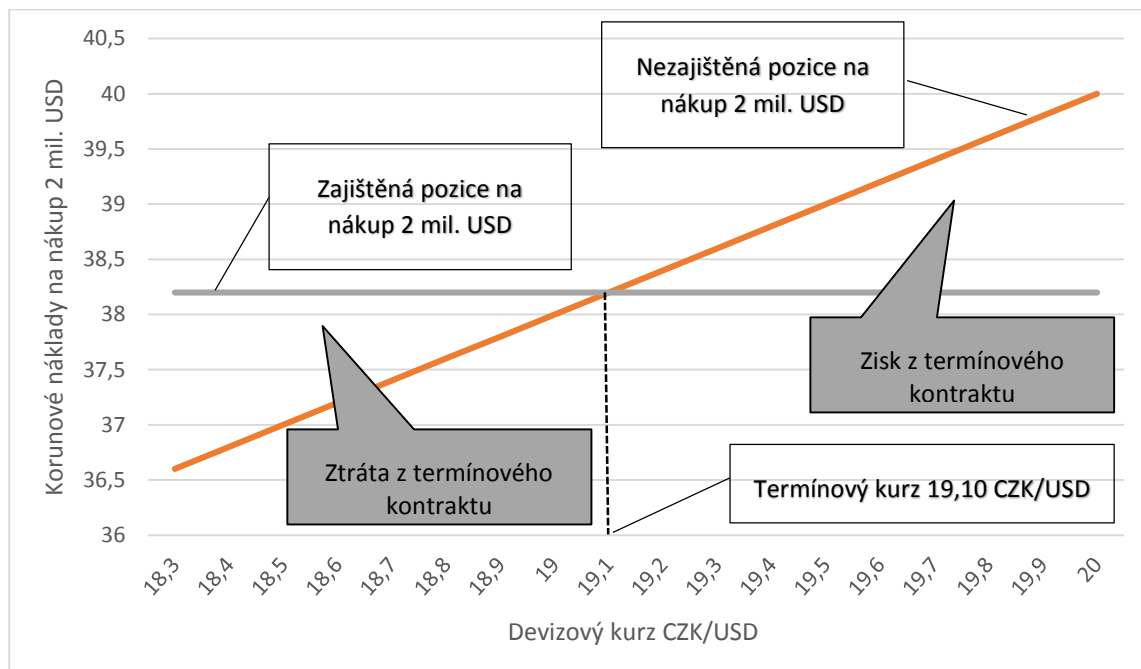 Korunové náklady na nákup 2 mil. USD
40,5
40
39,5
39
38,5
38
37,5
37
36,5
36
Nezajištěná pozice na
nákup 2 mil. USD
Zajištěná pozice na
nákup 2 mil. USD
Zisk z termínového
kontraktu
Ztráta z termínového
kontraktu
Termínový kurz 19,10 CZK/USD
18,3
18,4
18,5
18,6
18,7
18,8
18,9
19
19,1
19,2
19,3
19,4
19,5
19,6
19,7
19,8
19,9
20
Devizový kurz CZK/USD